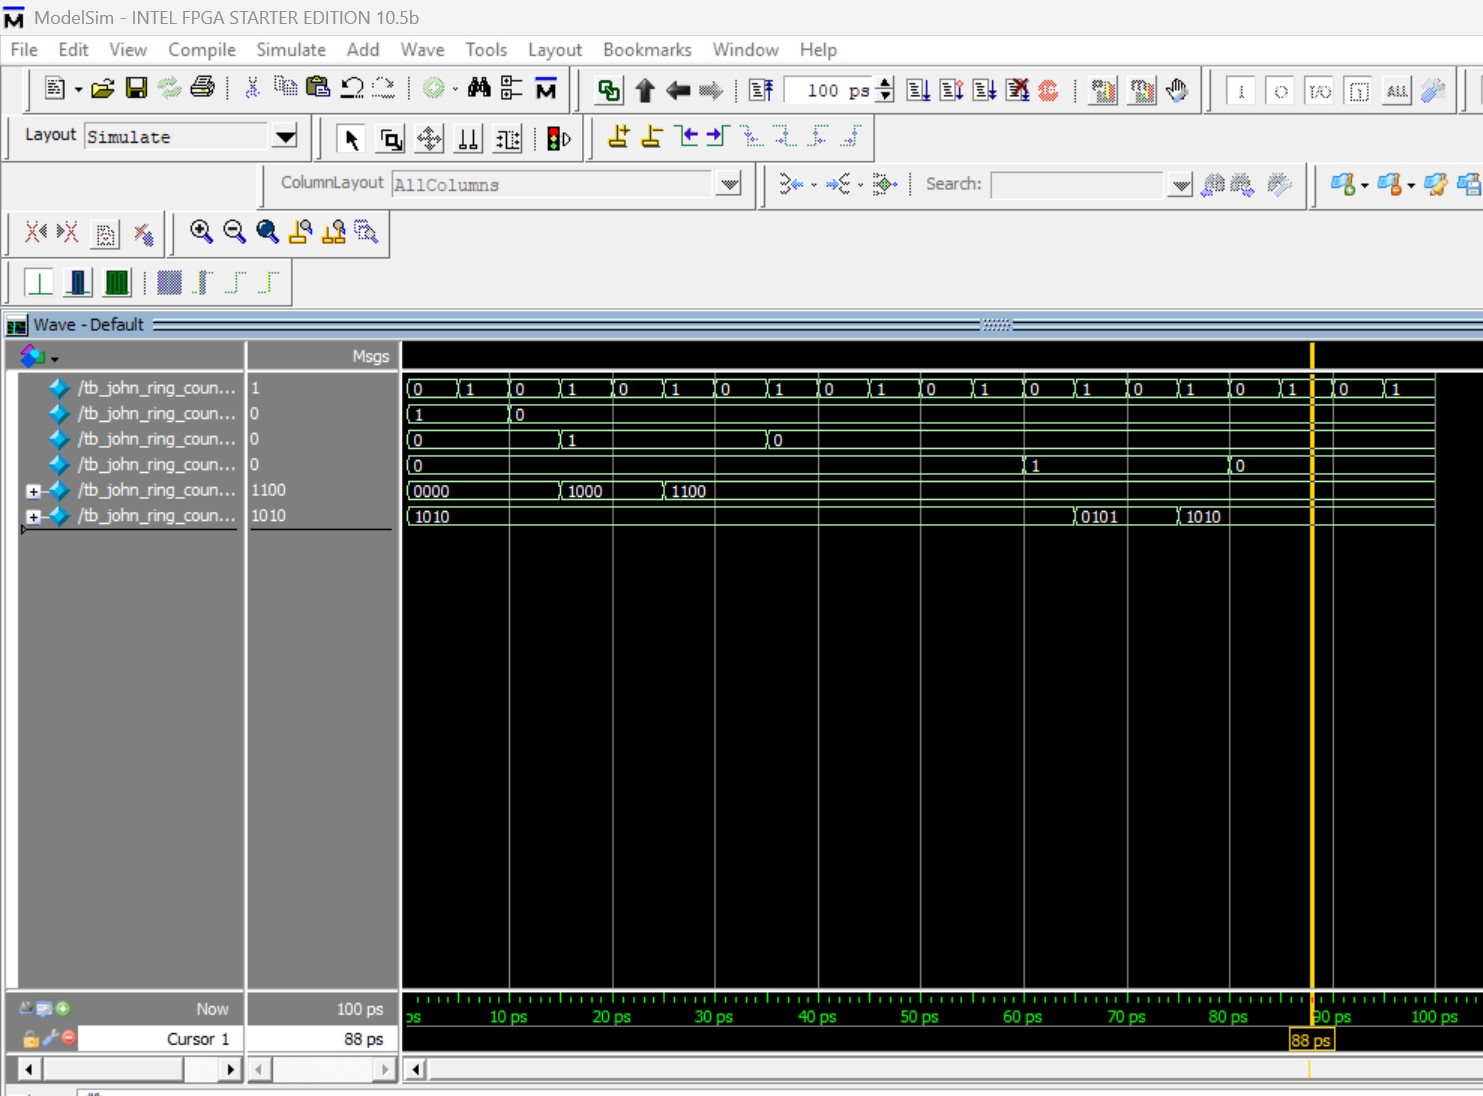 ModelSim - INTEL FPGA STARTER EDITION 10.5b
File Edit View Compile Simulate Add Wave Tools Layout Bookmarks Window Help
100 ps
Layout Simulate
ColumnLayout AllColumns Search:
Wave - Default
Msgs
/tb_john_ring_coun... 1 0 1 0 1 0 1 0 1 0 1 0 1 0 1 0 1 0 1 0 1
/tb_john_ring_coun... 0 1 0
/tb_john_ring_coun... 0 0 1 0
/tb_john_ring_coun... 0 0 1 0
/tb_john_ring_coun... 1100 0000 1000 1100
/tb_john_ring_coun... 1010 1010 0101 1010
Now 100 ps 10 ps 20 ps 30 ps 40 ps 50 ps 60 ps 70 ps 80 ps 90 ps 100 ps
Cursor 1 88 ps 88 ps